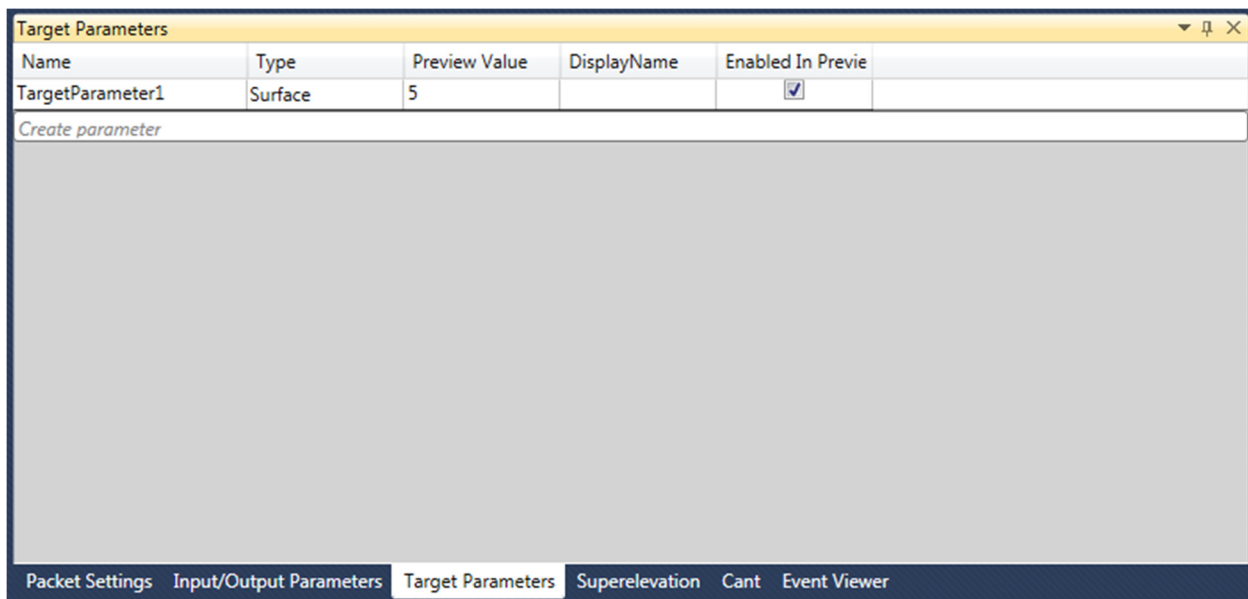 Target Parameters
Name Type Preview Value DisplayName Enabled In Previe
TargetParameter1 Surface 5
Create parameter
Packet Settings Input/Output Parameters Target Parameters Superelevation Cant Event Viewer